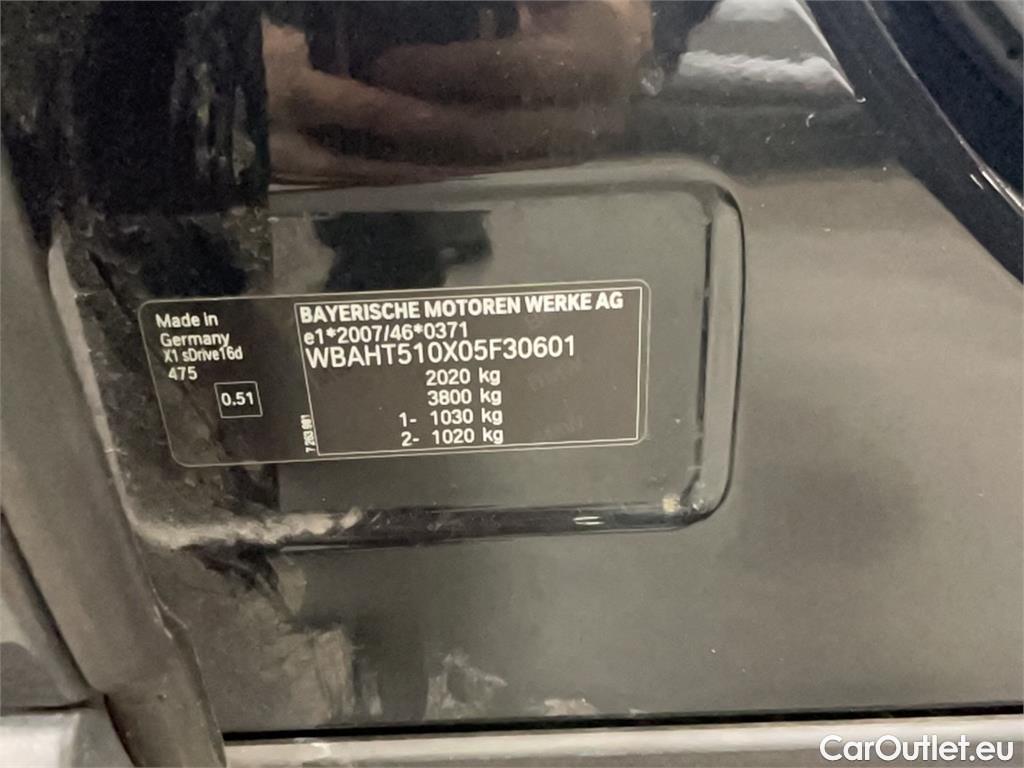 Made in
Germany
X1 sDrive16d
475
0.51
7 283 981
BAYERISCHE MOTOREN WERKE AG
e1*2007/46*0371
WBAHT510X05F30601
2020 kg
3800 kg
1- 1030 kg
2- 1020 kg
CarOutlet.eu